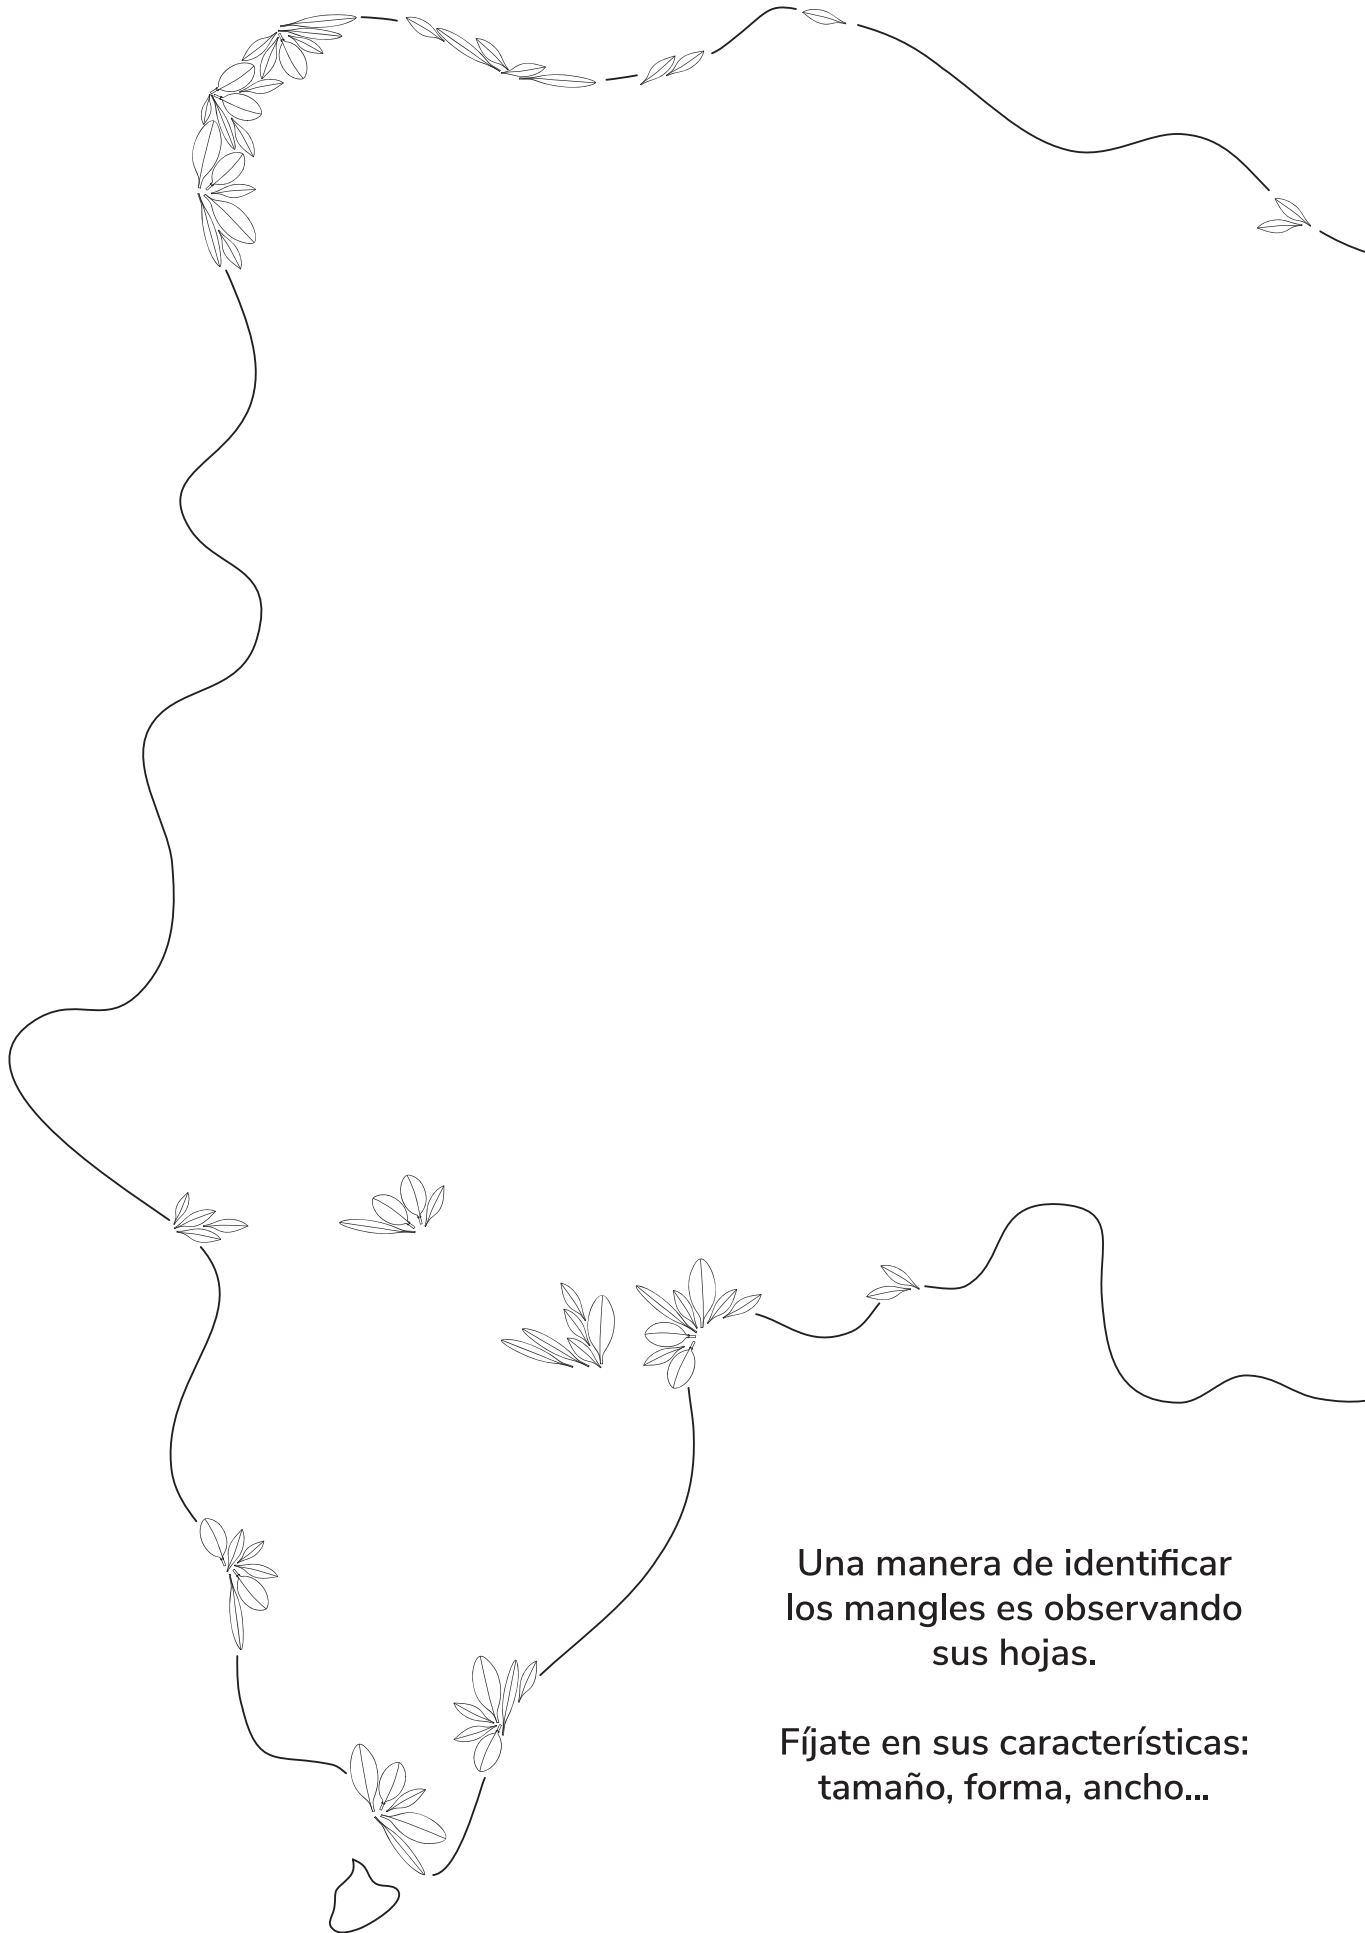 Una manera de identificar
los mangles es observando
sus hojas.
Fíjate en sus características:
tamaño, forma, ancho...